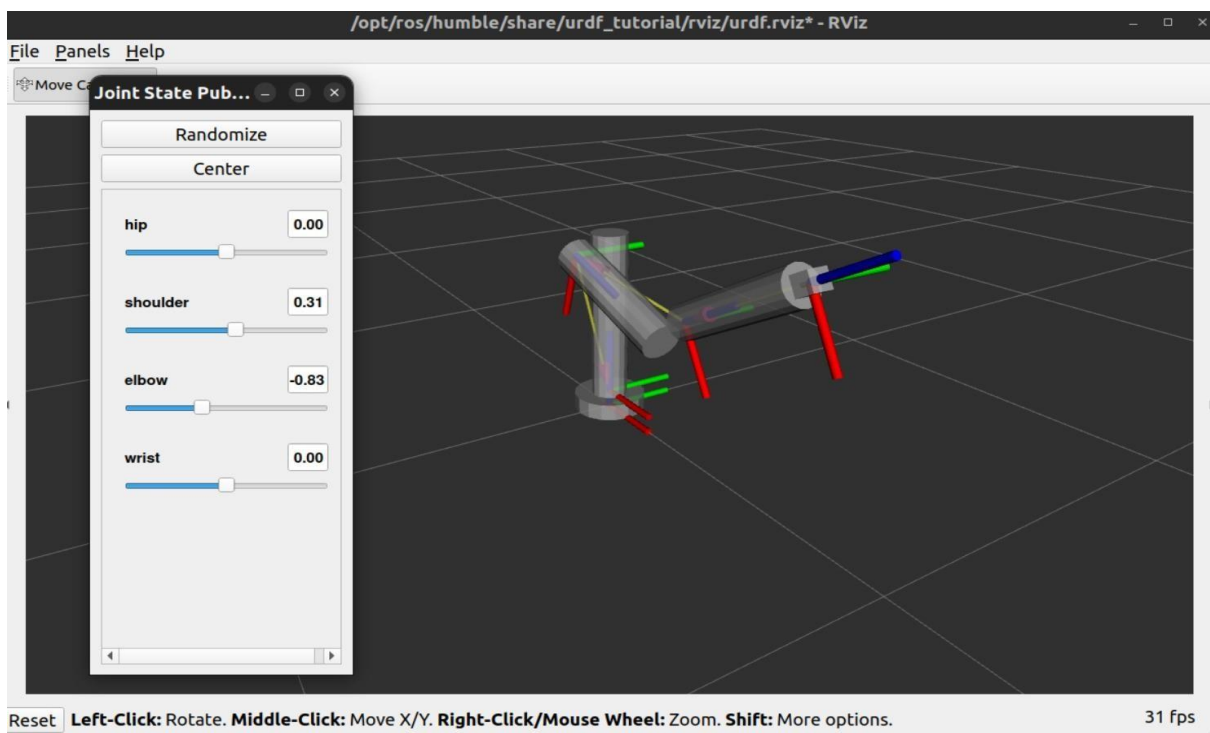 /opt/ros/humble/share/urdf_tutorial/rviz/urdf.rviz* - RViz
File Panels Help
Move Ca
Joint State Pub...
Randomize
Center
hip 0.00
shoulder 0.31
elbow -0.83
wrist 0.00
Reset Left-Click: Rotate. Middle-Click: Move X/Y. Right-Click/Mouse Wheel: Zoom. Shift: More options. 31 fps